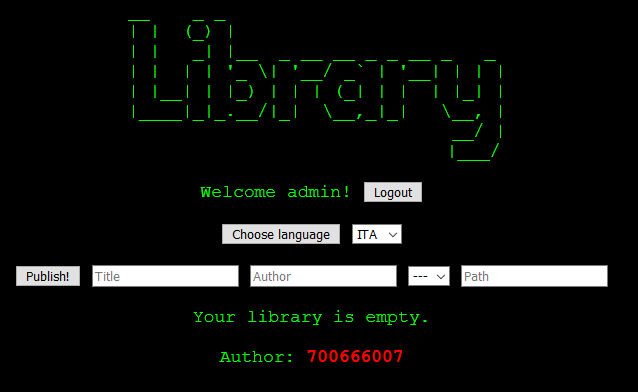 Library
Welcome admin! Logout
Choose language ITA
Publish! Title Author --- Path
Your library is empty.
Author: 700666007